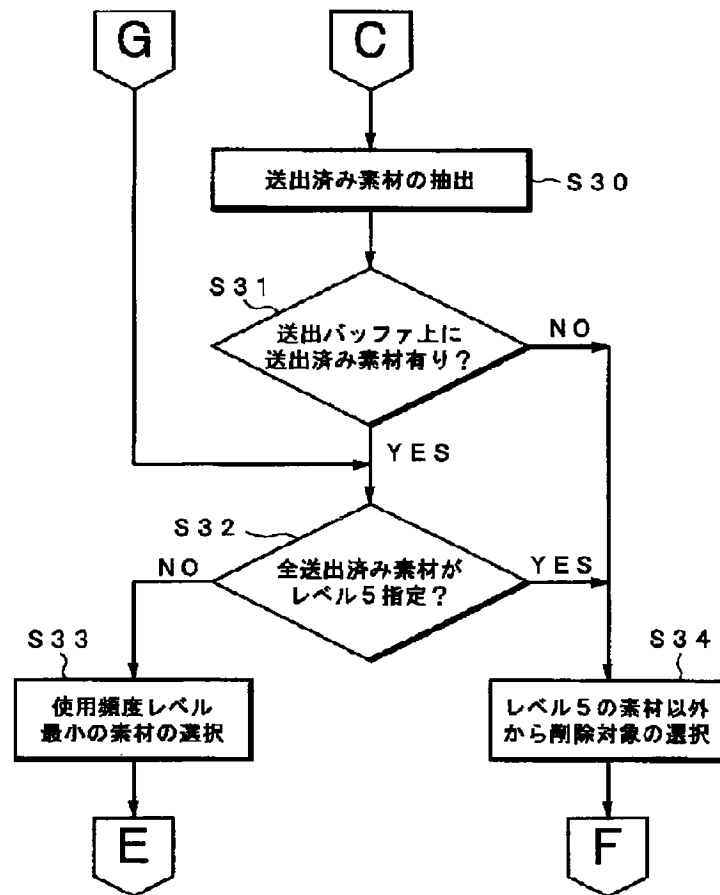 G
C
送出済み素材の抽出
S30
S31
送出バッファ上に
送出済み素材有り?
NO
YES
S32
全送出済み素材が
レベル5指定?
NO
YES
S33
使用頻度レベル
最小の素材の選択
S34
レベル5の素材以外
から削除対象の選択
E
F